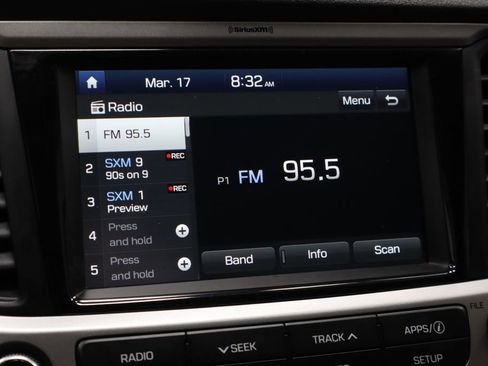 SiriusXM
Mar. 17 8:32 AM
Radio
Menu
1 FM 95.5
2 SXM 9 REC
90s on 9
3 SXM 1 REC
Preview
4 Press
and hold
5 Press
and hold
P1 FM 95.5
Band Info Scan
FILE
RADIO SEEK TRACK APPS/i
SETUP